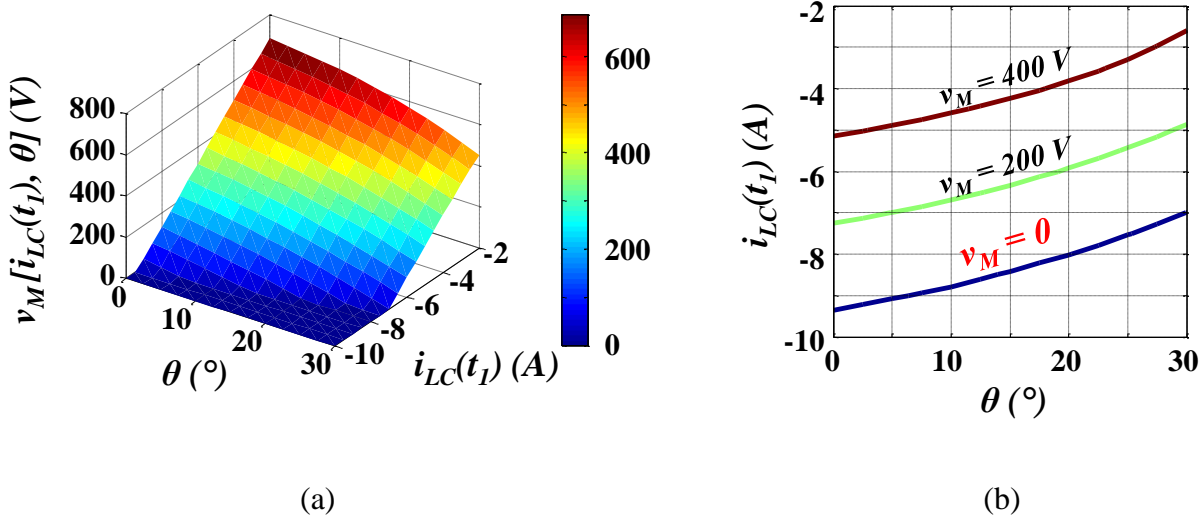 v_M[i_LC(t_1), θ] (V)
800
600
400
200
0
0
10
20
30
θ (°)
-10
-8
-6
-4
-2
i_LC(t_1) (A)
600
400
200
0
(a)
i_LC(t_1) (A)
-2
-4
-6
-8
-10
v_M = 400 V
v_M = 200 V
v_M = 0
0
10
20
30
θ (°)
(b)